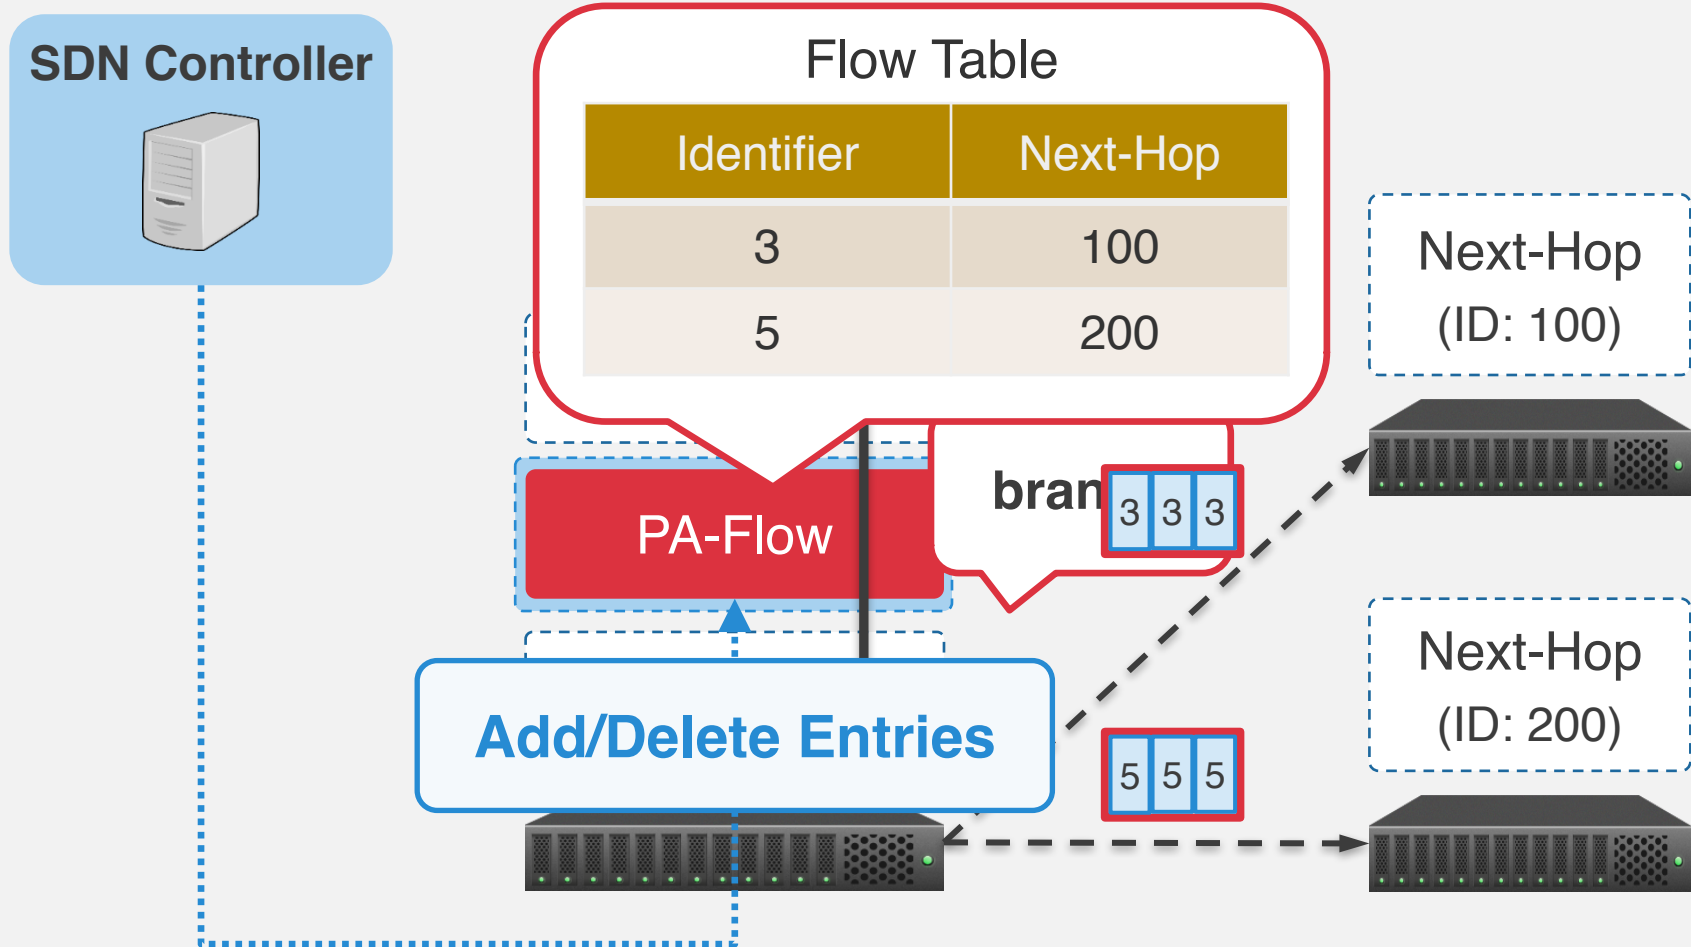 SDN Controller
Flow Table
Identifier Next-Hop
3 100
5 200
Next-Hop
(ID: 100)
PA-Flow
3 3 3
Next-Hop
(ID: 200)
Add/Delete Entries
5 5 5